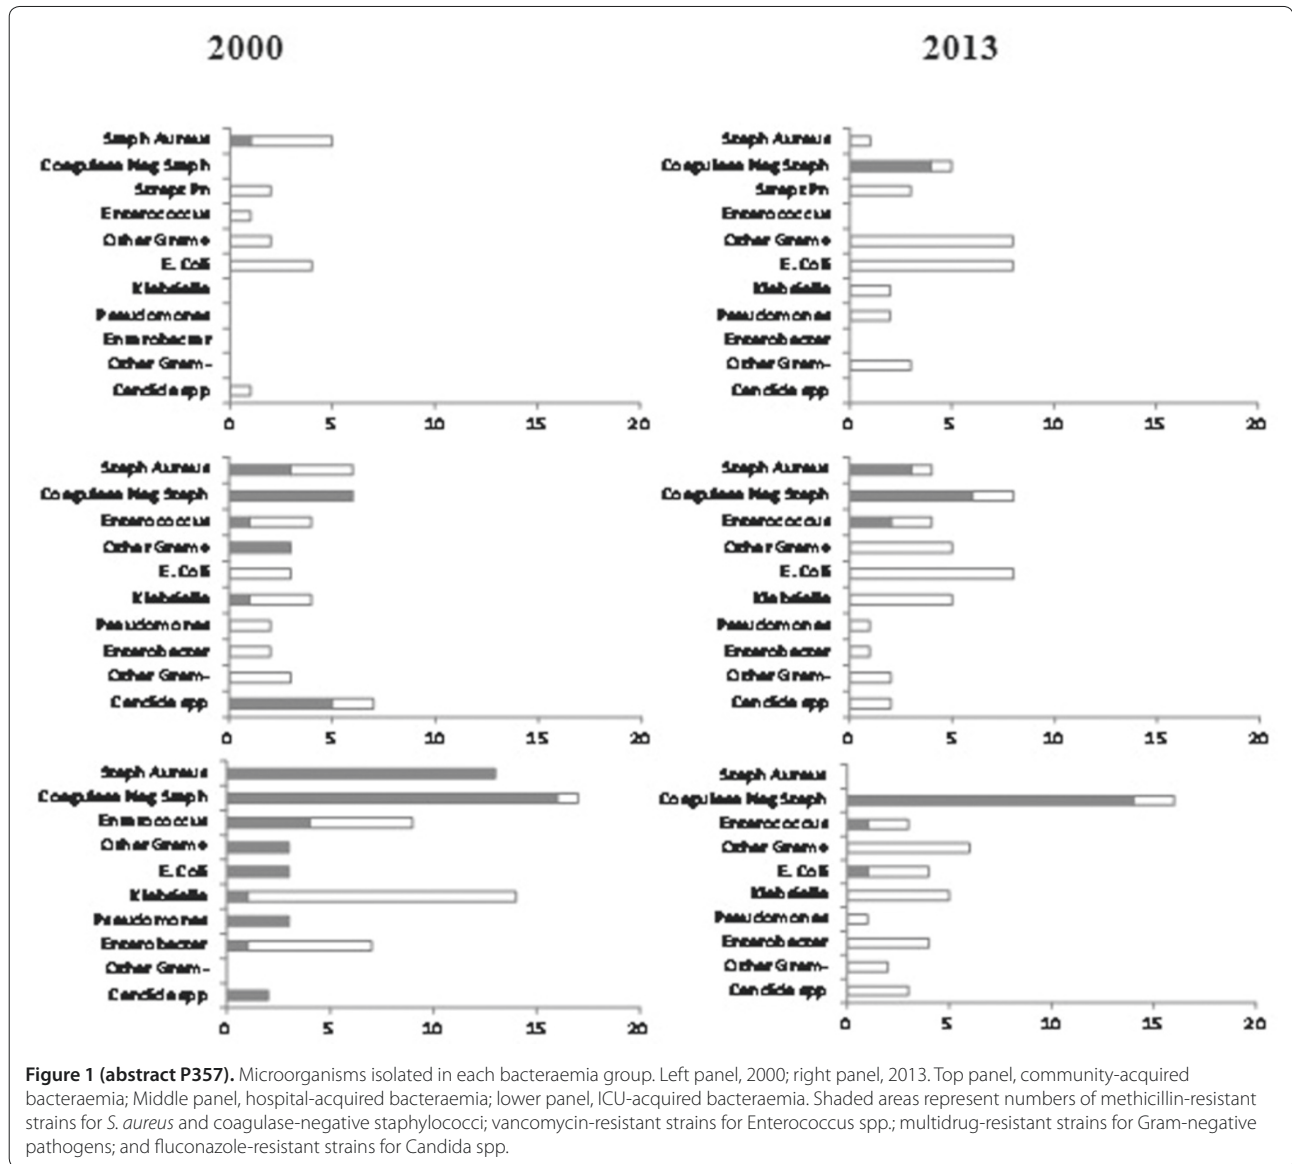 2000
2013
Staph Aureus
Coagulase Neg Staph
Strept Pn
Enterococcus
Other Gram+
E. Coli
Klebsiella
Pseudomonas
Enterobacter
Other Gram-
Candida spp
0 5 10 15 20
Staph Aureus
Coagulase Neg Staph
Strept Pn
Enterococcus
Other Gram+
E. Coli
Klebsiella
Pseudomonas
Enterobacter
Other Gram-
Candida spp
0 5 10 15 20
Staph Aureus
Coagulase Neg Staph
Enterococcus
Other Gram+
E. Coli
Klebsiella
Pseudomonas
Enterobacter
Other Gram-
Candida spp
0 5 10 15 20
Staph Aureus
Coagulase Neg Staph
Enterococcus
Other Gram+
E. Coli
Klebsiella
Pseudomonas
Enterobacter
Other Gram-
Candida spp
0 5 10 15 20
Staph Aureus
Coagulase Neg Staph
Enterococcus
Other Gram+
E. Coli
Klebsiella
Pseudomonas
Enterobacter
Other Gram-
Candida spp
0 5 10 15 20
Staph Aureus
Coagulase Neg Staph
Enterococcus
Other Gram+
E. Coli
Klebsiella
Pseudomonas
Enterobacter
Other Gram-
Candida spp
0 5 10 15 20
Figure 1 (abstract P357). Microorganisms isolated in each bacteraemia group. Left panel, 2000; right panel, 2013. Top panel, community-acquired
bacteraemia; Middle panel, hospital-acquired bacteraemia; lower panel, ICU-acquired bacteraemia. Shaded areas represent numbers of methicillin-resistant
strains for S. aureus and coagulase-negative staphylococci; vancomycin-resistant strains for Enterococcus spp.; multidrug-resistant strains for Gram-negative
pathogens; and fluconazole-resistant strains for Candida spp.